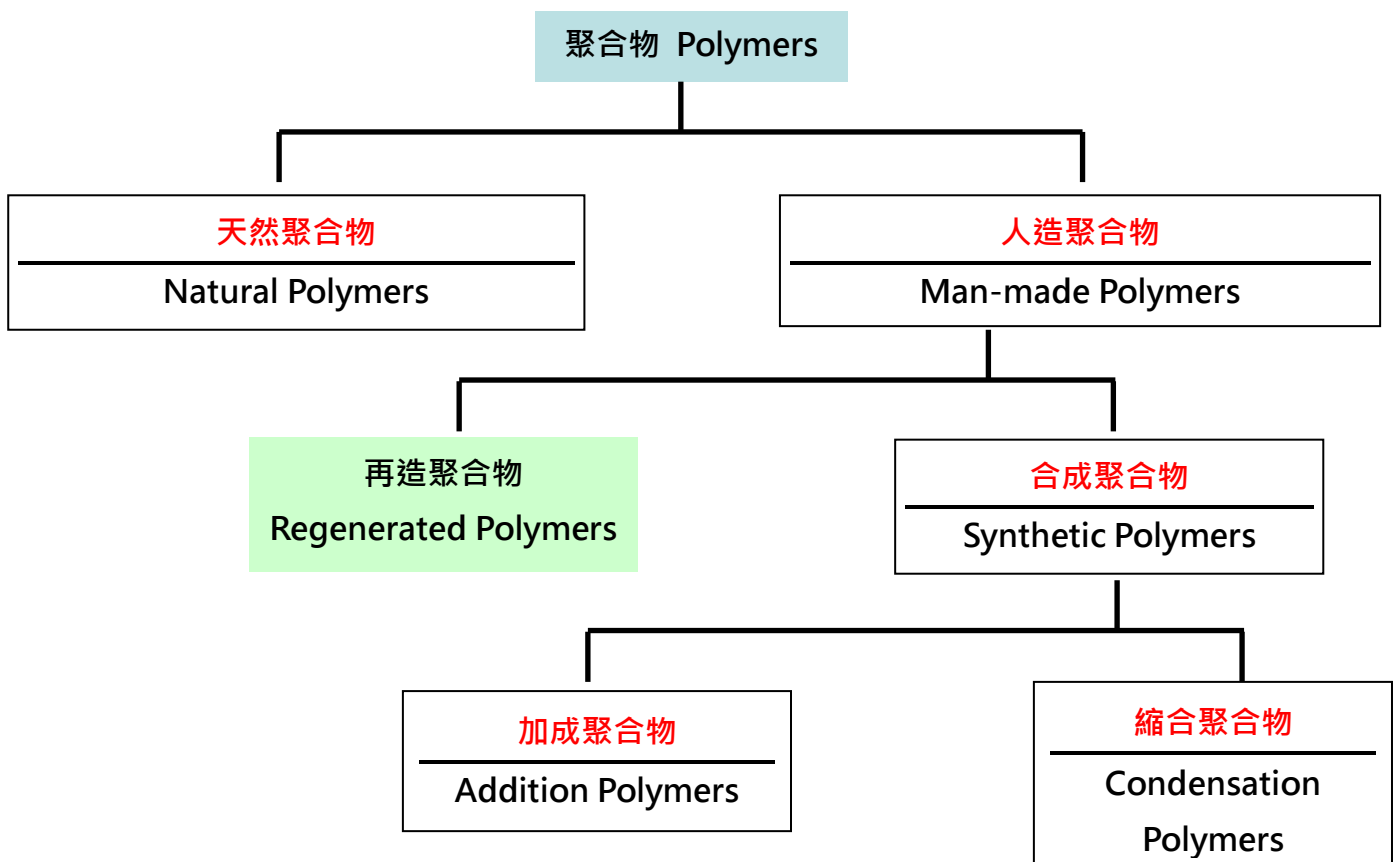 聚合物 Polymers
天然聚合物
Natural Polymers
人造聚合物
Man-made Polymers
再造聚合物
Regenerated Polymers
合成聚合物
Synthetic Polymers
加成聚合物
Addition Polymers
縮合聚合物
Condensation
Polymers